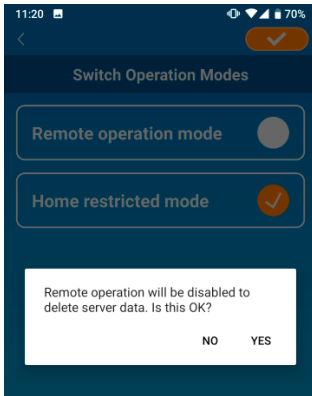 11:20 70%
Switch Operation Modes
Remote operation mode
Home restricted mode
Remote operation will be disabled to
delete server data. Is this OK?
NO YES